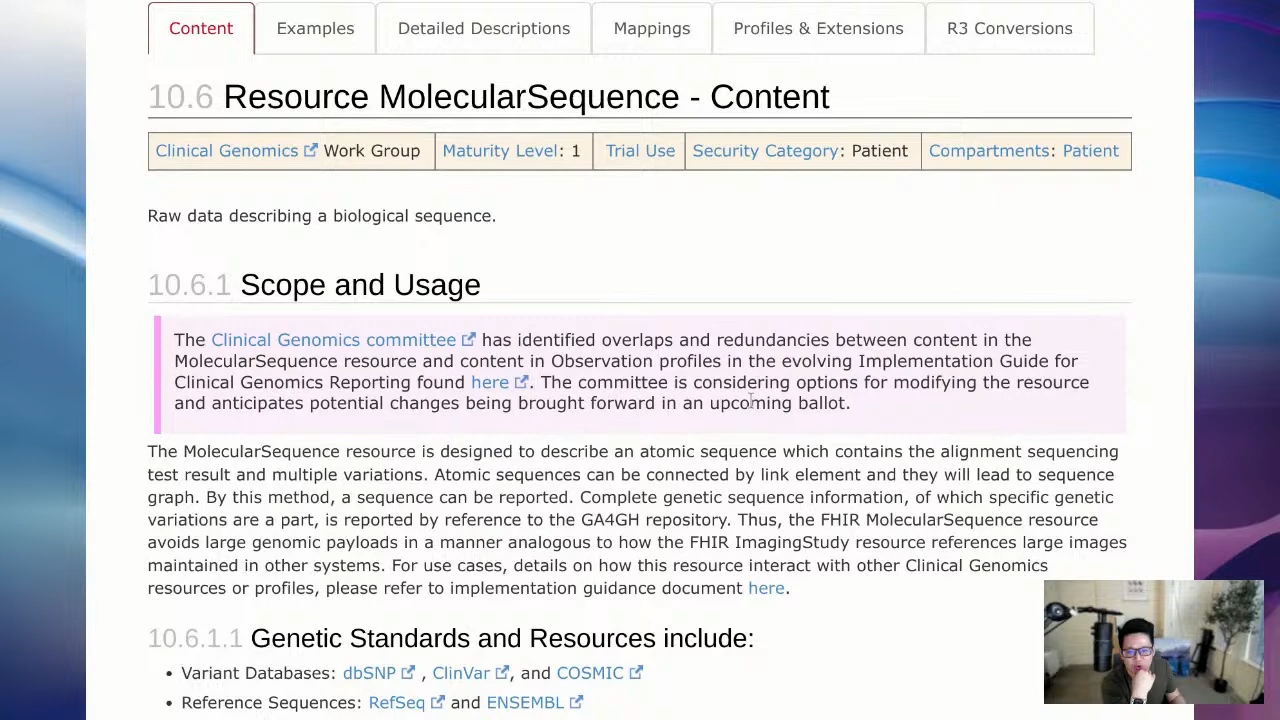 Content Examples Detailed Descriptions Mappings Profiles & Extensions R3 Conversions
10.6 Resource MolecularSequence - Content
Clinical Genomics Work Group Maturity Level: 1 Trial Use Security Category: Patient Compartments: Patient
Raw data describing a biological sequence.
10.6.1 Scope and Usage
The Clinical Genomics committee has identified overlaps and redundancies between content in the
MolecularSequence resource and content in Observation profiles in the evolving Implementation Guide for
Clinical Genomics Reporting found here. The committee is considering options for modifying the resource
and anticipates potential changes being brought forward in an upcoming ballot.
The MolecularSequence resource is designed to describe an atomic sequence which contains the alignment sequencing
test result and multiple variations. Atomic sequences can be connected by link element and they will lead to sequence
graph. By this method, a sequence can be reported. Complete genetic sequence information, of which specific genetic
variations are a part, is reported by reference to the GA4GH repository. Thus, the FHIR MolecularSequence resource
avoids large genomic payloads in a manner analogous to how the FHIR ImagingStudy resource references large images
maintained in other systems. For use cases, details on how this resource interact with other Clinical Genomics
resources or profiles, please refer to implementation guidance document here.
10.6.1.1 Genetic Standards and Resources include:
• Variant Databases: dbSNP , ClinVar, and COSMIC
• Reference Sequences: RefSeq and ENSEMBL